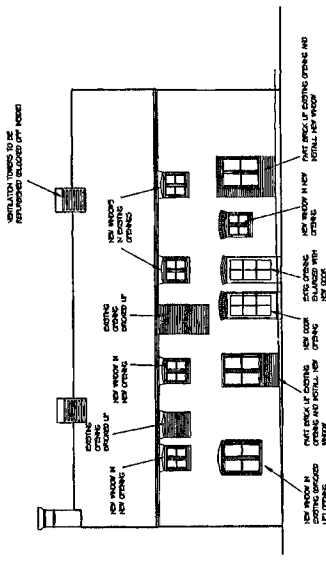 VENTILATION TOWERS TO BE
REFURBISHED (BLOCKED OFF INSIDE)
NEW WINDOWS
IN EXISTING
OPENINGS
EXISTING
OPENING
BRICKED UP
NEW WINDOW IN
NEW OPENING
EXISTING
OPENING
BRICKED UP
NEW WINDOW IN
NEW OPENING
NEW WINDOW IN
EXISTING (BRICKED
UP) OPENING
PART BRICK UP EXISTING
OPENING AND INSTALL NEW
WINDOW
NEW DOOR
OPENING
EXTG OPENING
ENLARGED WITH
NEW DOOR
NEW WINDOW IN NEW
OPENING
PART BRICK UP EXISTING OPENING AND
INSTALL NEW WINDOW